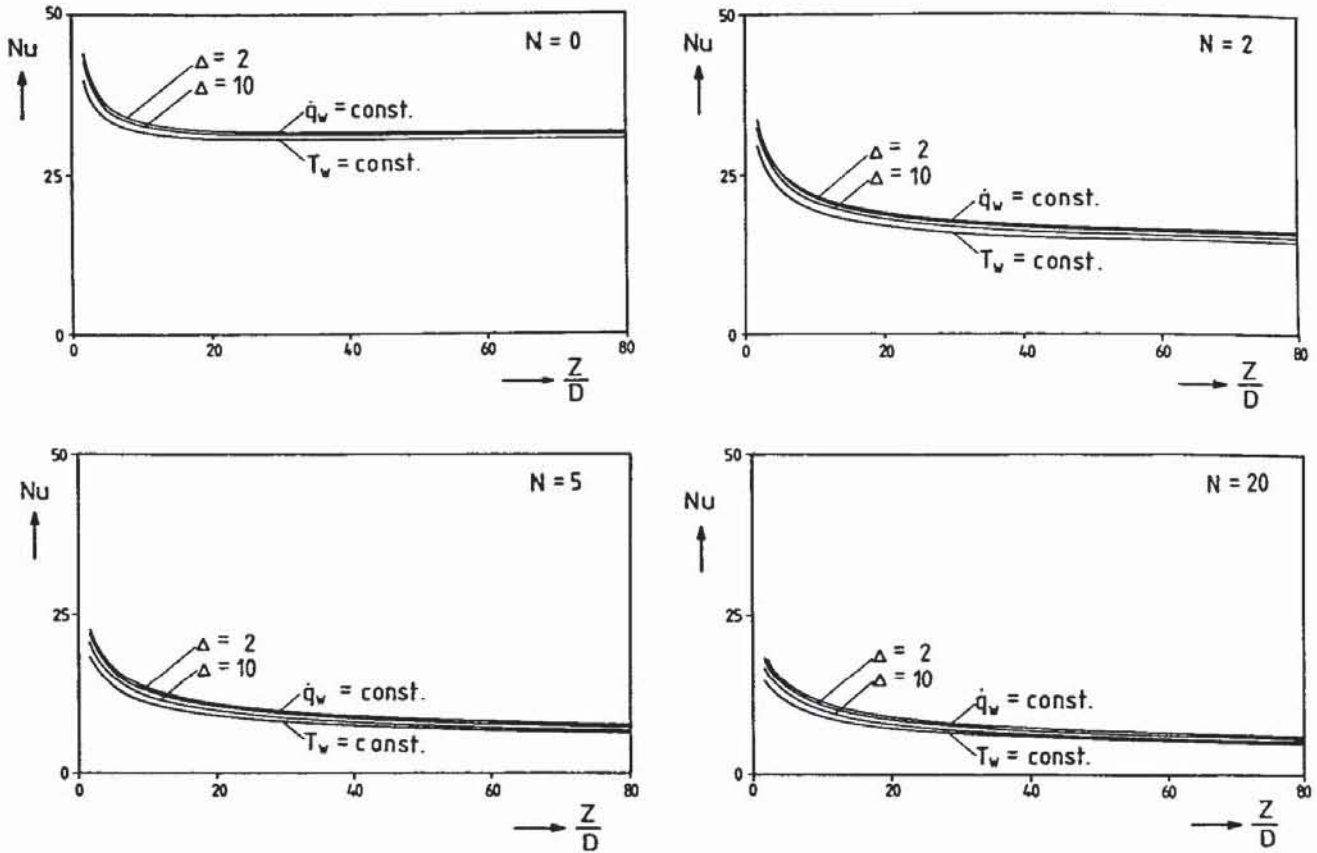 50
Nu
N = 0
Δ = 2
Δ = 10
q̇w = const.
Tw = const.
25
0
0
20
40
60
80
Z
D
50
Nu
N = 2
Δ = 2
Δ = 10
q̇w = const.
Tw = const.
25
0
0
20
40
60
80
Z
D
50
Nu
N = 5
Δ = 2
Δ = 10
q̇w = const.
Tw = const.
25
0
0
20
40
60
80
Z
D
50
Nu
N = 20
Δ = 2
Δ = 10
q̇w = const.
Tw = const.
25
0
0
20
40
60
80
Z
D